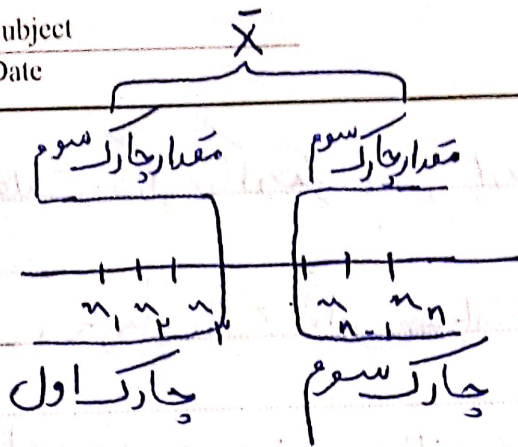 ubject
Date
X̄
مقدار چارک سوم مقدار چارک سوم
x₁ x₂ x₃ xₙ₋₁ xₙ
چارک اول چارک سوم